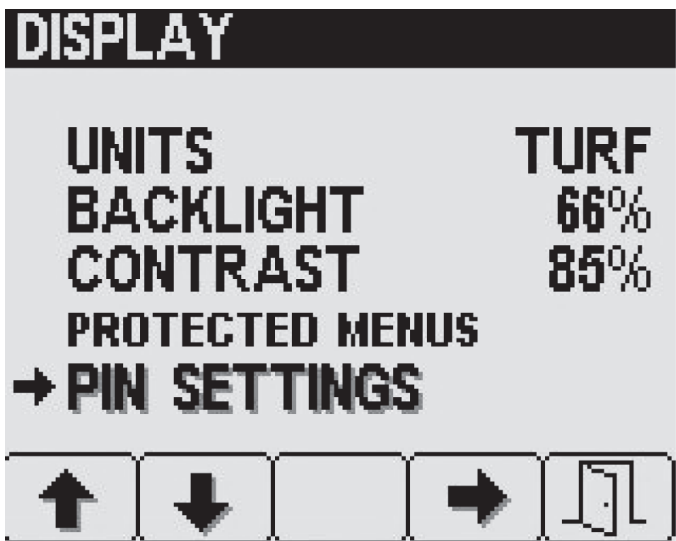 DISPLAY
UNITS TURF
BACKLIGHT 66%
CONTRAST 85%
PROTECTED MENUS
PIN SETTINGS